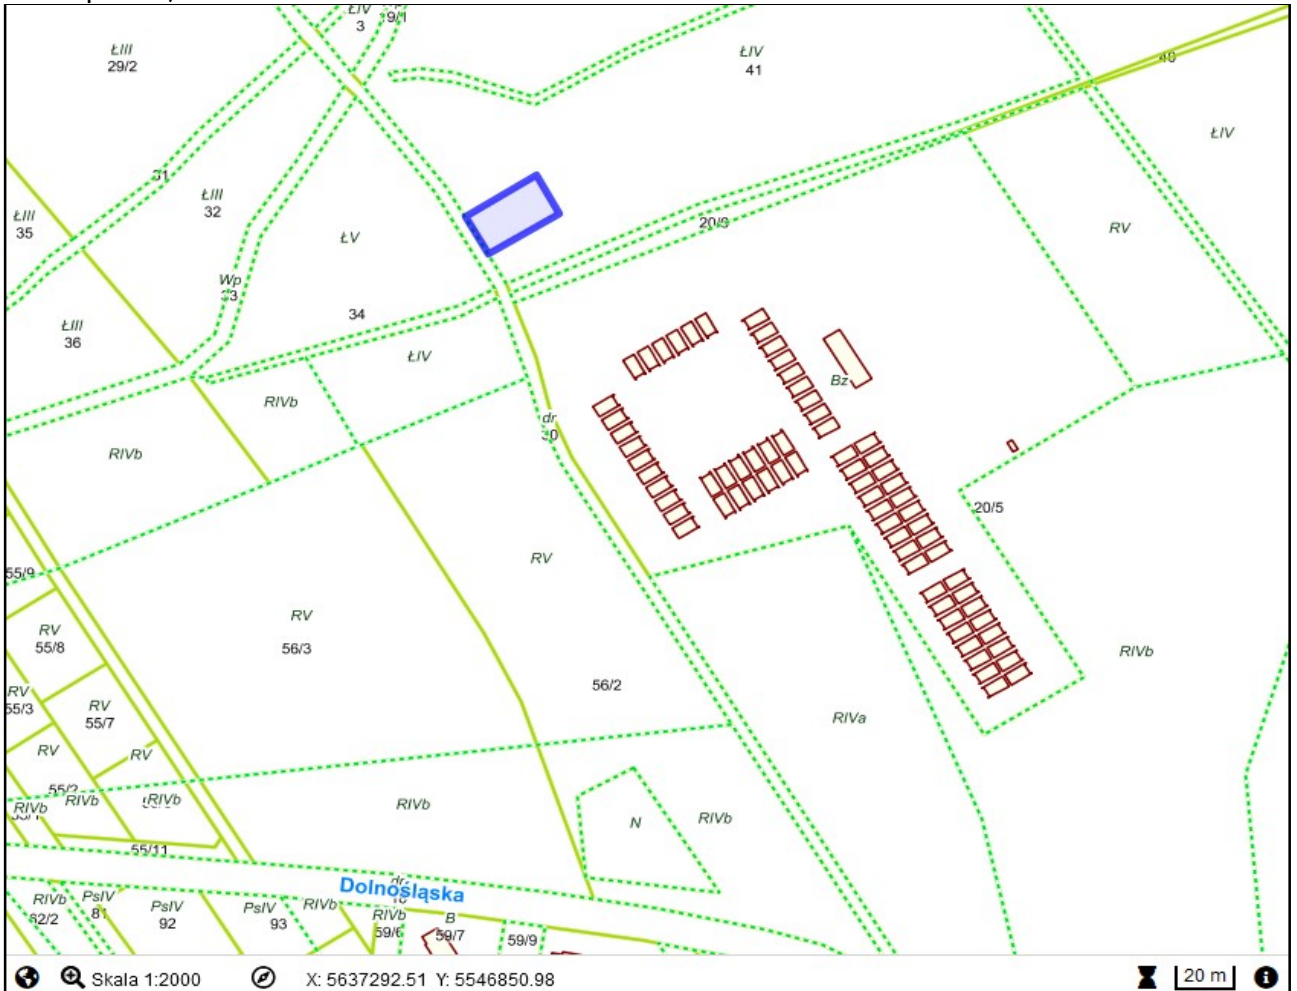 ŁIV
3
39/1
ŁIII
29/2
ŁIV
41
40
ŁIV
31
ŁIII
32
ŁIII
35
ŁV
20/3
RV
Wp
33
34
ŁIII
36
ŁIV
RIVb
Bz
dr
30
RIVb
20/5
RV
55/9
RV
56/3
RV
55/8
RIVb
56/2
RV
55/3
RV
55/7
RIVa
RV
RV
55/2
RIVb
RIVb
RIVb
RIVb
N
RIVb
55/11
dr
Dolnośląska
RIVb
82/2
PsIV
81
PsIV
92
PsIV
93
RIVb
RIVb
59/6
B
59/7
59/9
Skala 1:2000
X: 5637292.51 Y: 5546850.98
20 m